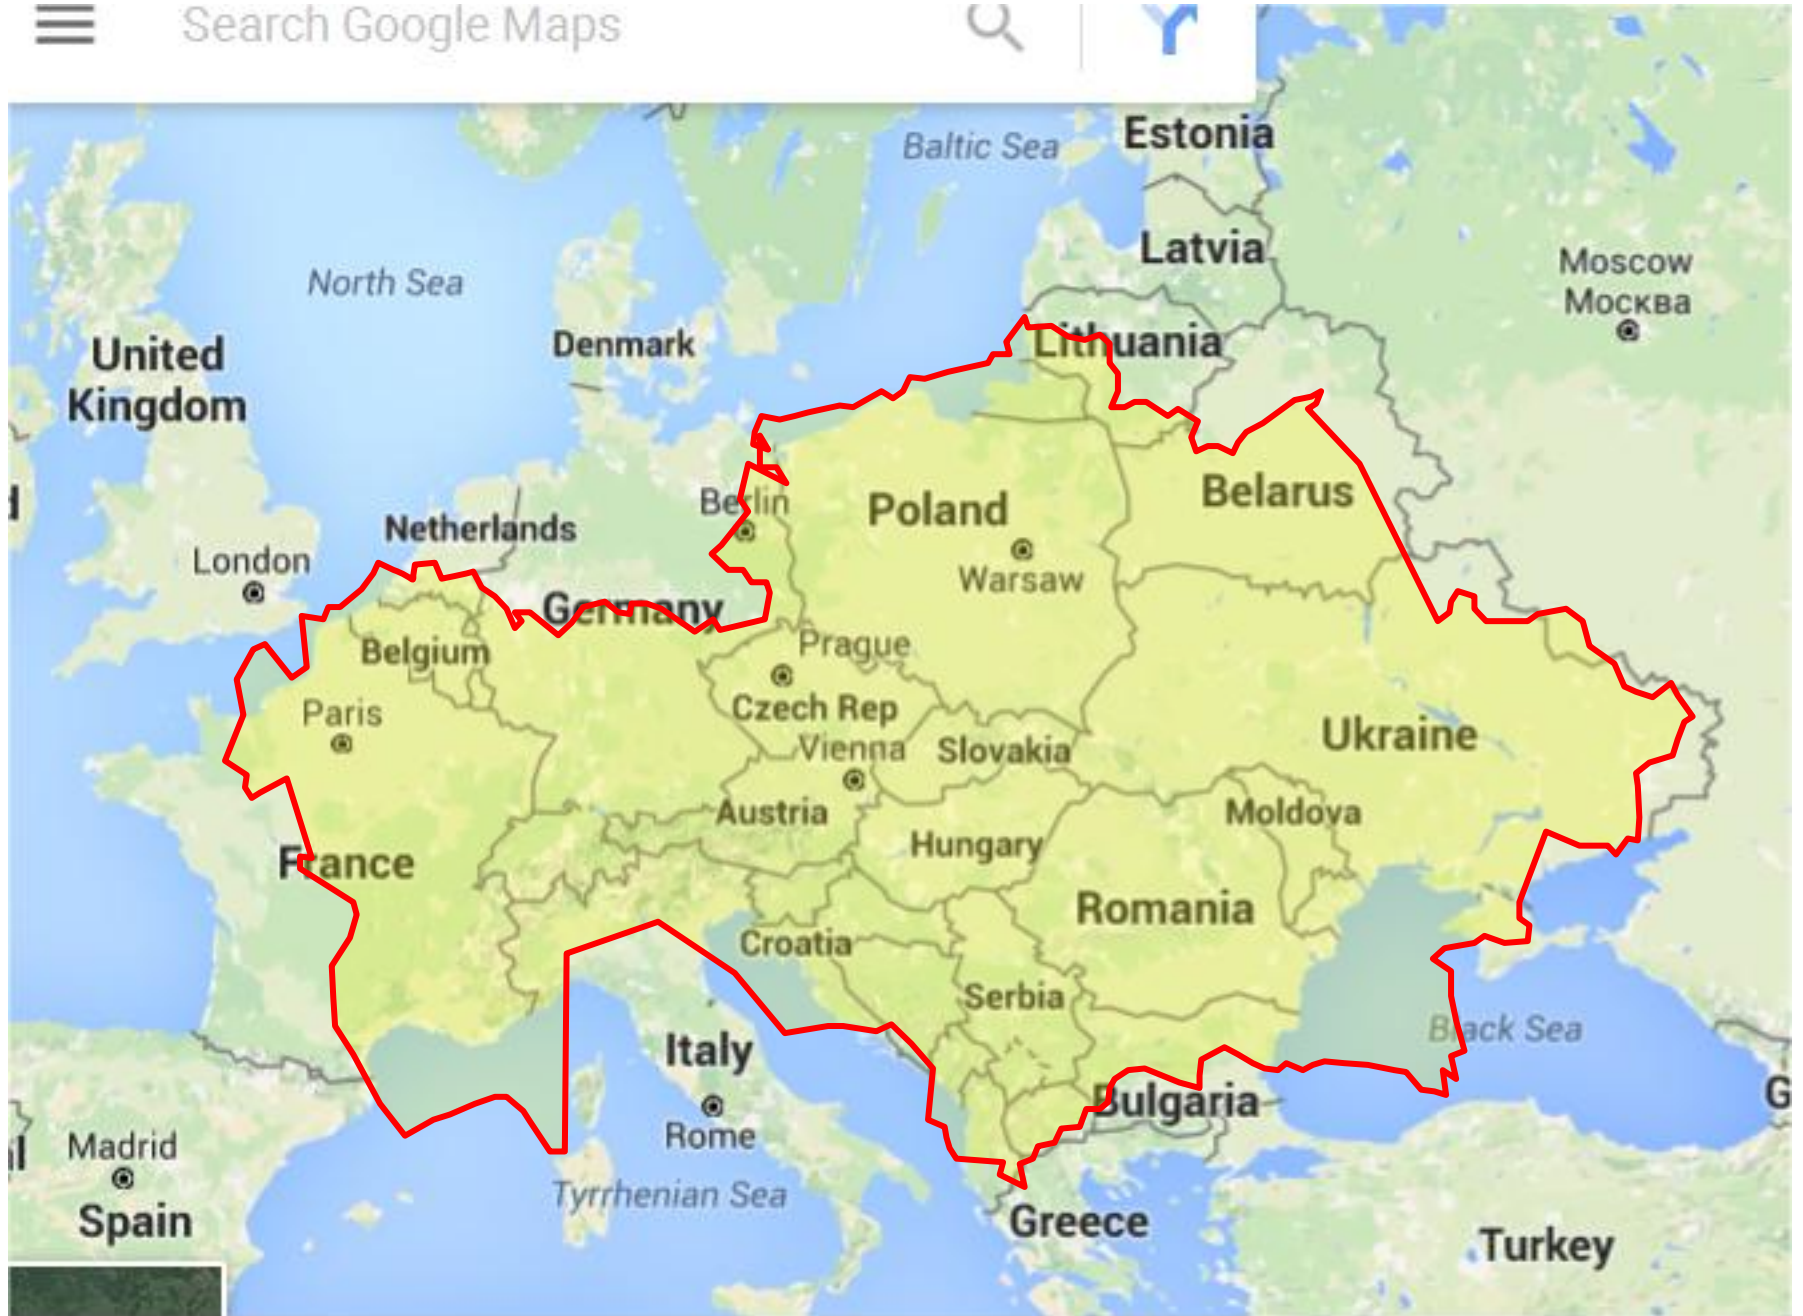 Search Google Maps
Baltic Sea
Estonia
Latvia
Moscow
Москва
North Sea
Denmark
Lithuania
United
Kingdom
Berlin
Poland
Belarus
Netherlands
London
Warsaw
Germany
Belgium
Prague
Paris
Czech Rep
Vienna
Slovakia
Ukraine
Austria
Moldova
Hungary
France
Romania
Croatia
Serbia
Italy
Black Sea
Bulgaria
G
Rome
Madrid
Spain
Tyrrhenian Sea
Greece
Turkey